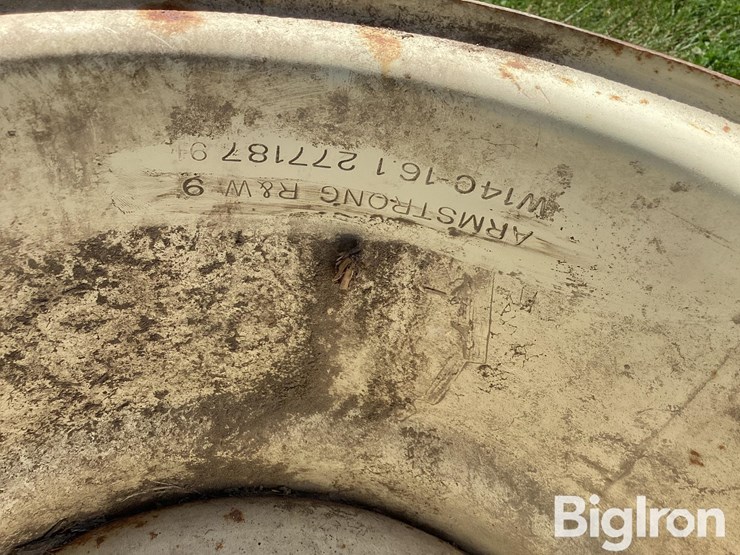 ARMSTRONG R&W 9
W14C-16.1 277187 9
BigIron